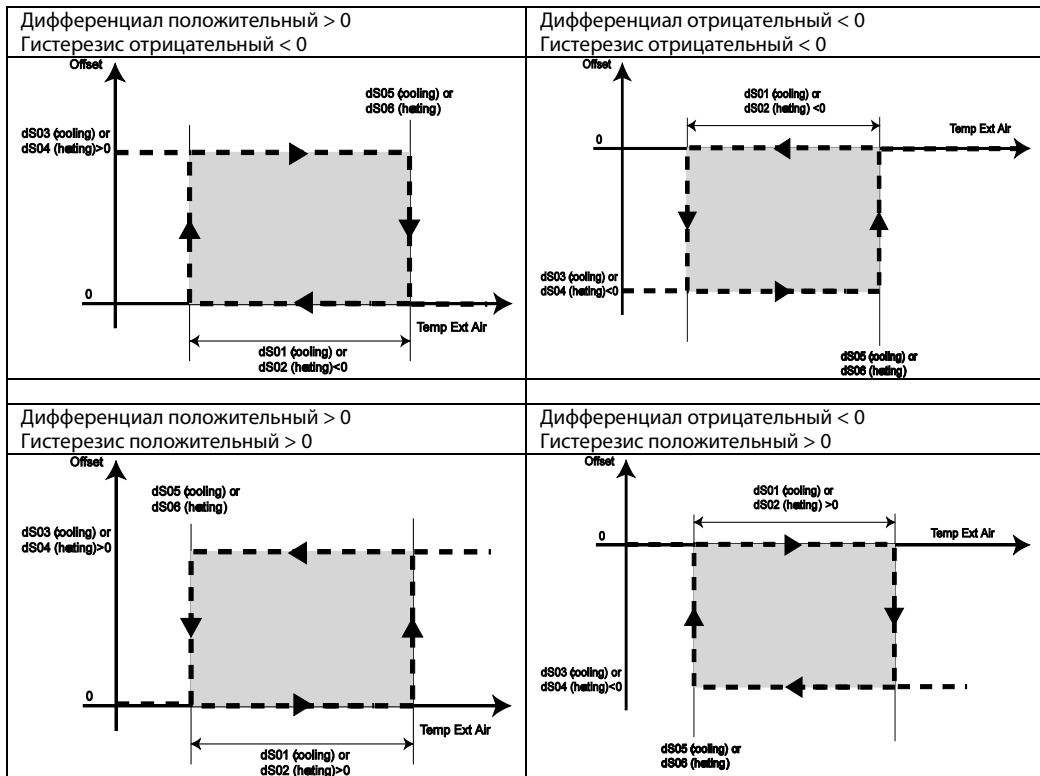 Дифференциал положительный > 0
Гистерезис отрицательный < 0
Offset
dS05 (cooling) or
dS06 (heating)
dS03 (cooling) or
dS04 (heating)>0
0
Temp Ext Air
dS01 (cooling) or
dS02 (heating)<0
Дифференциал отрицательный < 0
Гистерезис отрицательный < 0
Offset
dS01 (cooling) or
dS02 (heating) <0
Temp Ext Air
0
dS03 (cooling) or
dS04 (heating)<0
dS05 (cooling) or
dS06 (heating)
Дифференциал положительный > 0
Гистерезис положительный > 0
Offset
dS05 (cooling) or
dS06 (heating)
dS03 (cooling) or
dS04 (heating)>0
0
Temp Ext Air
dS01 (cooling) or
dS02 (heating)>0
Дифференциал отрицательный < 0
Гистерезис положительный > 0
Offset
dS01 (cooling) or
dS02 (heating) >0
Temp Ext Air
0
dS03 (cooling) or
dS04 (heating)<0
dS05 (cooling) or
dS06 (heating)